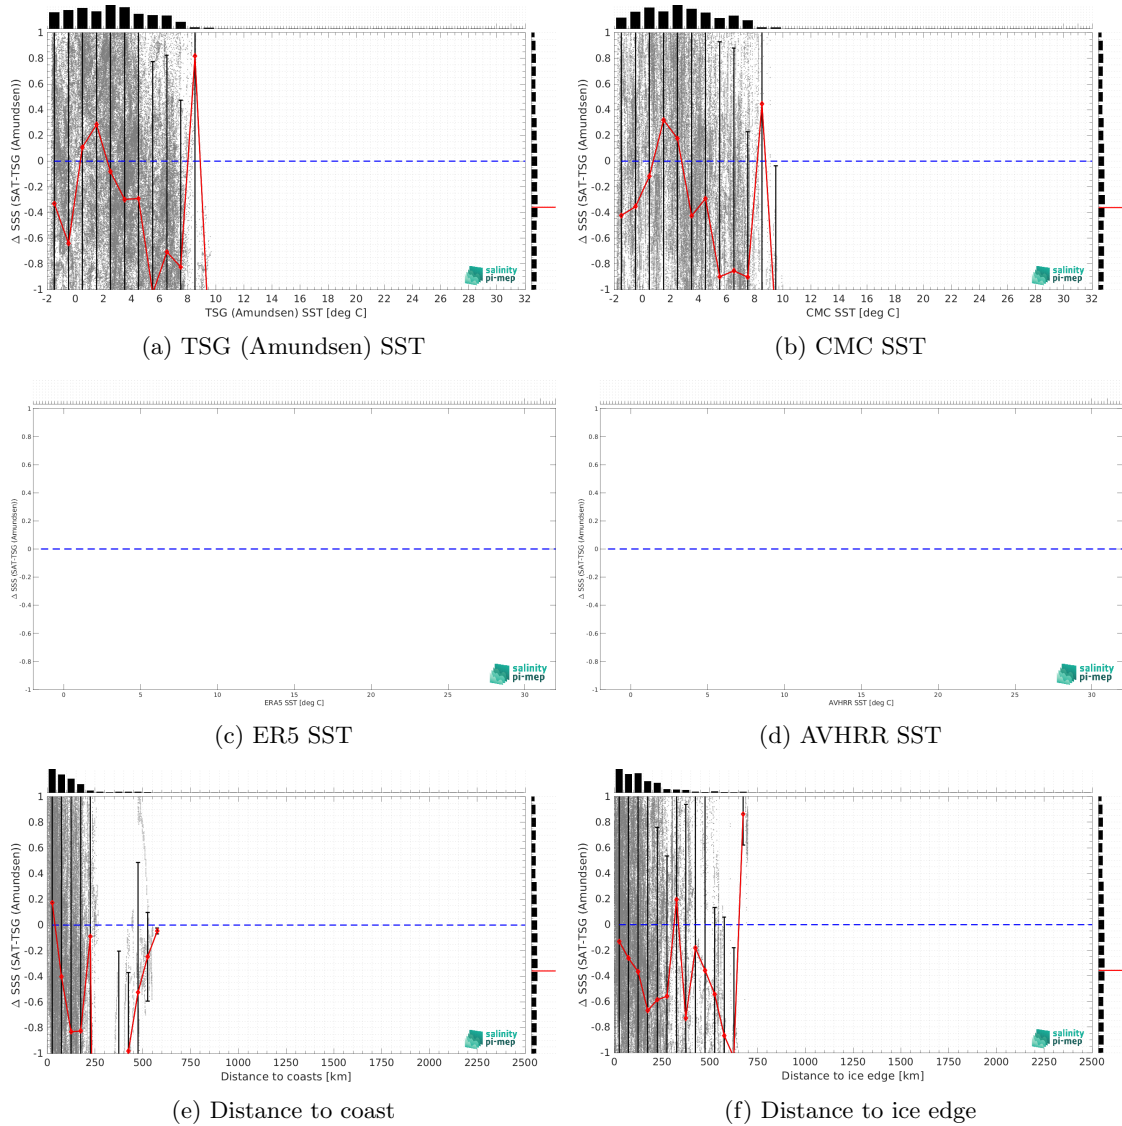 1
0.8
0.6
0.4
0.2
0
-0.2
-0.4
-0.6
-0.8
-1
Δ SSS (SAT-TSG (Amundsen))
salinity
pi-mep
-2 0 2 4 6 8 10 12 14 16 18 20 22 24 26 28 30 32
TSG (Amundsen) SST [deg C]
(a) TSG (Amundsen) SST
1
0.8
0.6
0.4
0.2
0
-0.2
-0.4
-0.6
-0.8
-1
Δ SSS (SAT-TSG (Amundsen))
salinity
pi-mep
-2 0 2 4 6 8 10 12 14 16 18 20 22 24 26 28 30 32
CMC SST [deg C]
(b) CMC SST
1
0.8
0.6
0.4
0.2
0
-0.2
-0.4
-0.6
-0.8
-1
Δ SSS (SAT-TSG (Amundsen))
salinity
pi-mep
0 5 10 15 20 25 30
ERA5 SST [deg C]
(c) ER5 SST
1
0.8
0.6
0.4
0.2
0
-0.2
-0.4
-0.6
-0.8
-1
Δ SSS (SAT-TSG (Amundsen))
salinity
pi-mep
0 5 10 15 20 25 30
AVHRR SST [deg C]
(d) AVHRR SST
1
0.8
0.6
0.4
0.2
0
-0.2
-0.4
-0.6
-0.8
-1
Δ SSS (SAT-TSG (Amundsen))
salinity
pi-mep
0 250 500 750 1000 1250 1500 1750 2000 2250 2500
Distance to coasts [km]
(e) Distance to coast
1
0.8
0.6
0.4
0.2
0
-0.2
-0.4
-0.6
-0.8
-1
Δ SSS (SAT-TSG (Amundsen))
salinity
pi-mep
0 250 500 750 1000 1250 1500 1750 2000 2250 2500
Distance to ice edge [km]
(f) Distance to ice edge